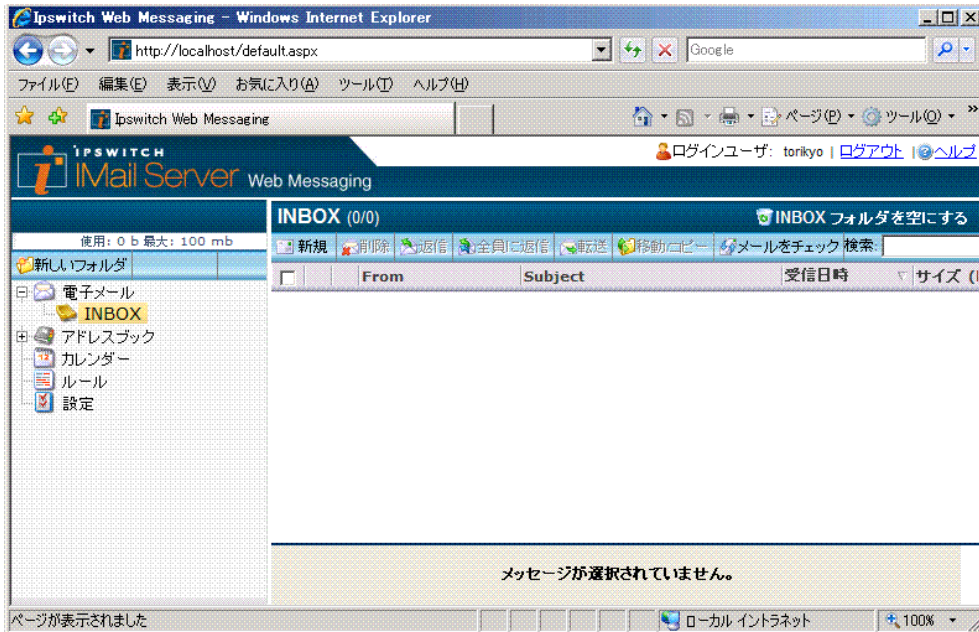 Ipswitch Web Messaging - Windows Internet Explorer
http://localhost/default.aspx
Google
ファイル(F) 編集(E) 表示(V) お気に入り(A) ツール(T) ヘルプ(H)
Ipswitch Web Messaging
ページ(P) ツール(O)
IPSWITCH
IMail Server Web Messaging
ログインユーザ: torikyo | ログアウト | ヘルプ
INBOX (0/0)
INBOX フォルダを空にする
使用: 0 b 最大: 100 mb
新規 削除 返信 全員に返信 転送 移動/コピー メールをチェック 検索:
新しいフォルダ
From Subject 受信日時 サイズ (
電子メール
INBOX
アドレスブック
カレンダー
ルール
設定
メッセージが選択されていません。
ページが表示されました
ローカル イントラネット
100%